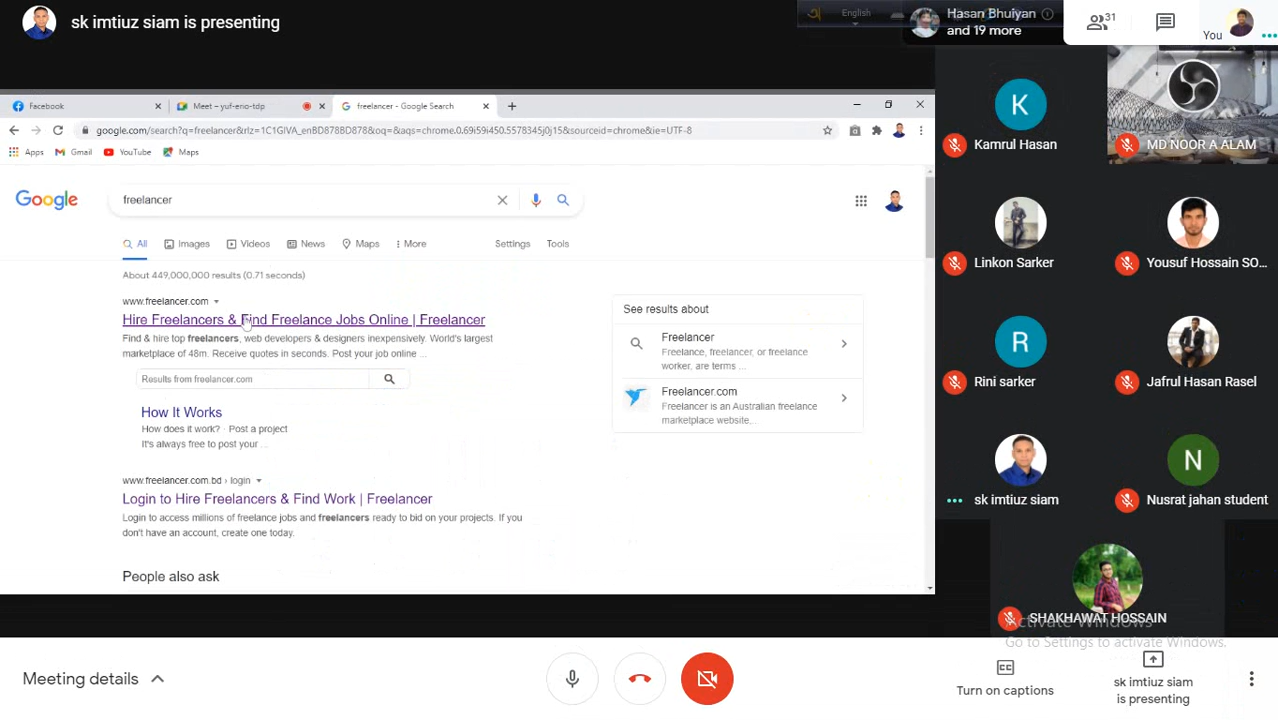 sk imtiuz siam is presenting
English
Hasan Bhuiyan
and 19 more
31
You
Facebook
Meet – yuf-erio-tdp
freelancer - Google Search
google.com/search?q=freelancer&rlz=1C1GIVA_enBD878BD878&oq=&aqs=chrome.0.69i59i450.5578345j0j15&sourceid=chrome&ie=UTF-8
Apps
Gmail
YouTube
Maps
Google
freelancer
All
Images
Videos
News
Maps
More
Settings
Tools
About 449,000,000 results (0.71 seconds)
www.freelancer.com
Hire Freelancers & Find Freelance Jobs Online | Freelancer
Find & hire top freelancers, web developers & designers inexpensively. World's largest
marketplace of 48m. Receive quotes in seconds. Post your job online ...
Results from freelancer.com
How It Works
How does it work? · Post a project
It's always free to post your ...
www.freelancer.com.bd › login
Login to Hire Freelancers & Find Work | Freelancer
Login to access millions of freelance jobs and freelancers ready to bid on your projects. If you
don't have an account, create one today.
People also ask
See results about
Freelancer
Freelance, freelancer, or freelance
worker, are terms ...
Freelancer.com
Freelancer is an Australian freelance
marketplace website,...
K
Kamrul Hasan
MD NOOR A ALAM
Linkon Sarker
Yousuf Hossain SO...
R
Rini sarker
Jafrul Hasan Rasel
sk imtiuz siam
N
Nusrat jahan student
SHAKHAWAT HOSSAIN
Activate Windows
Go to Settings to activate Windows.
Meeting details
CC
Turn on captions
sk imtiuz siam
is presenting